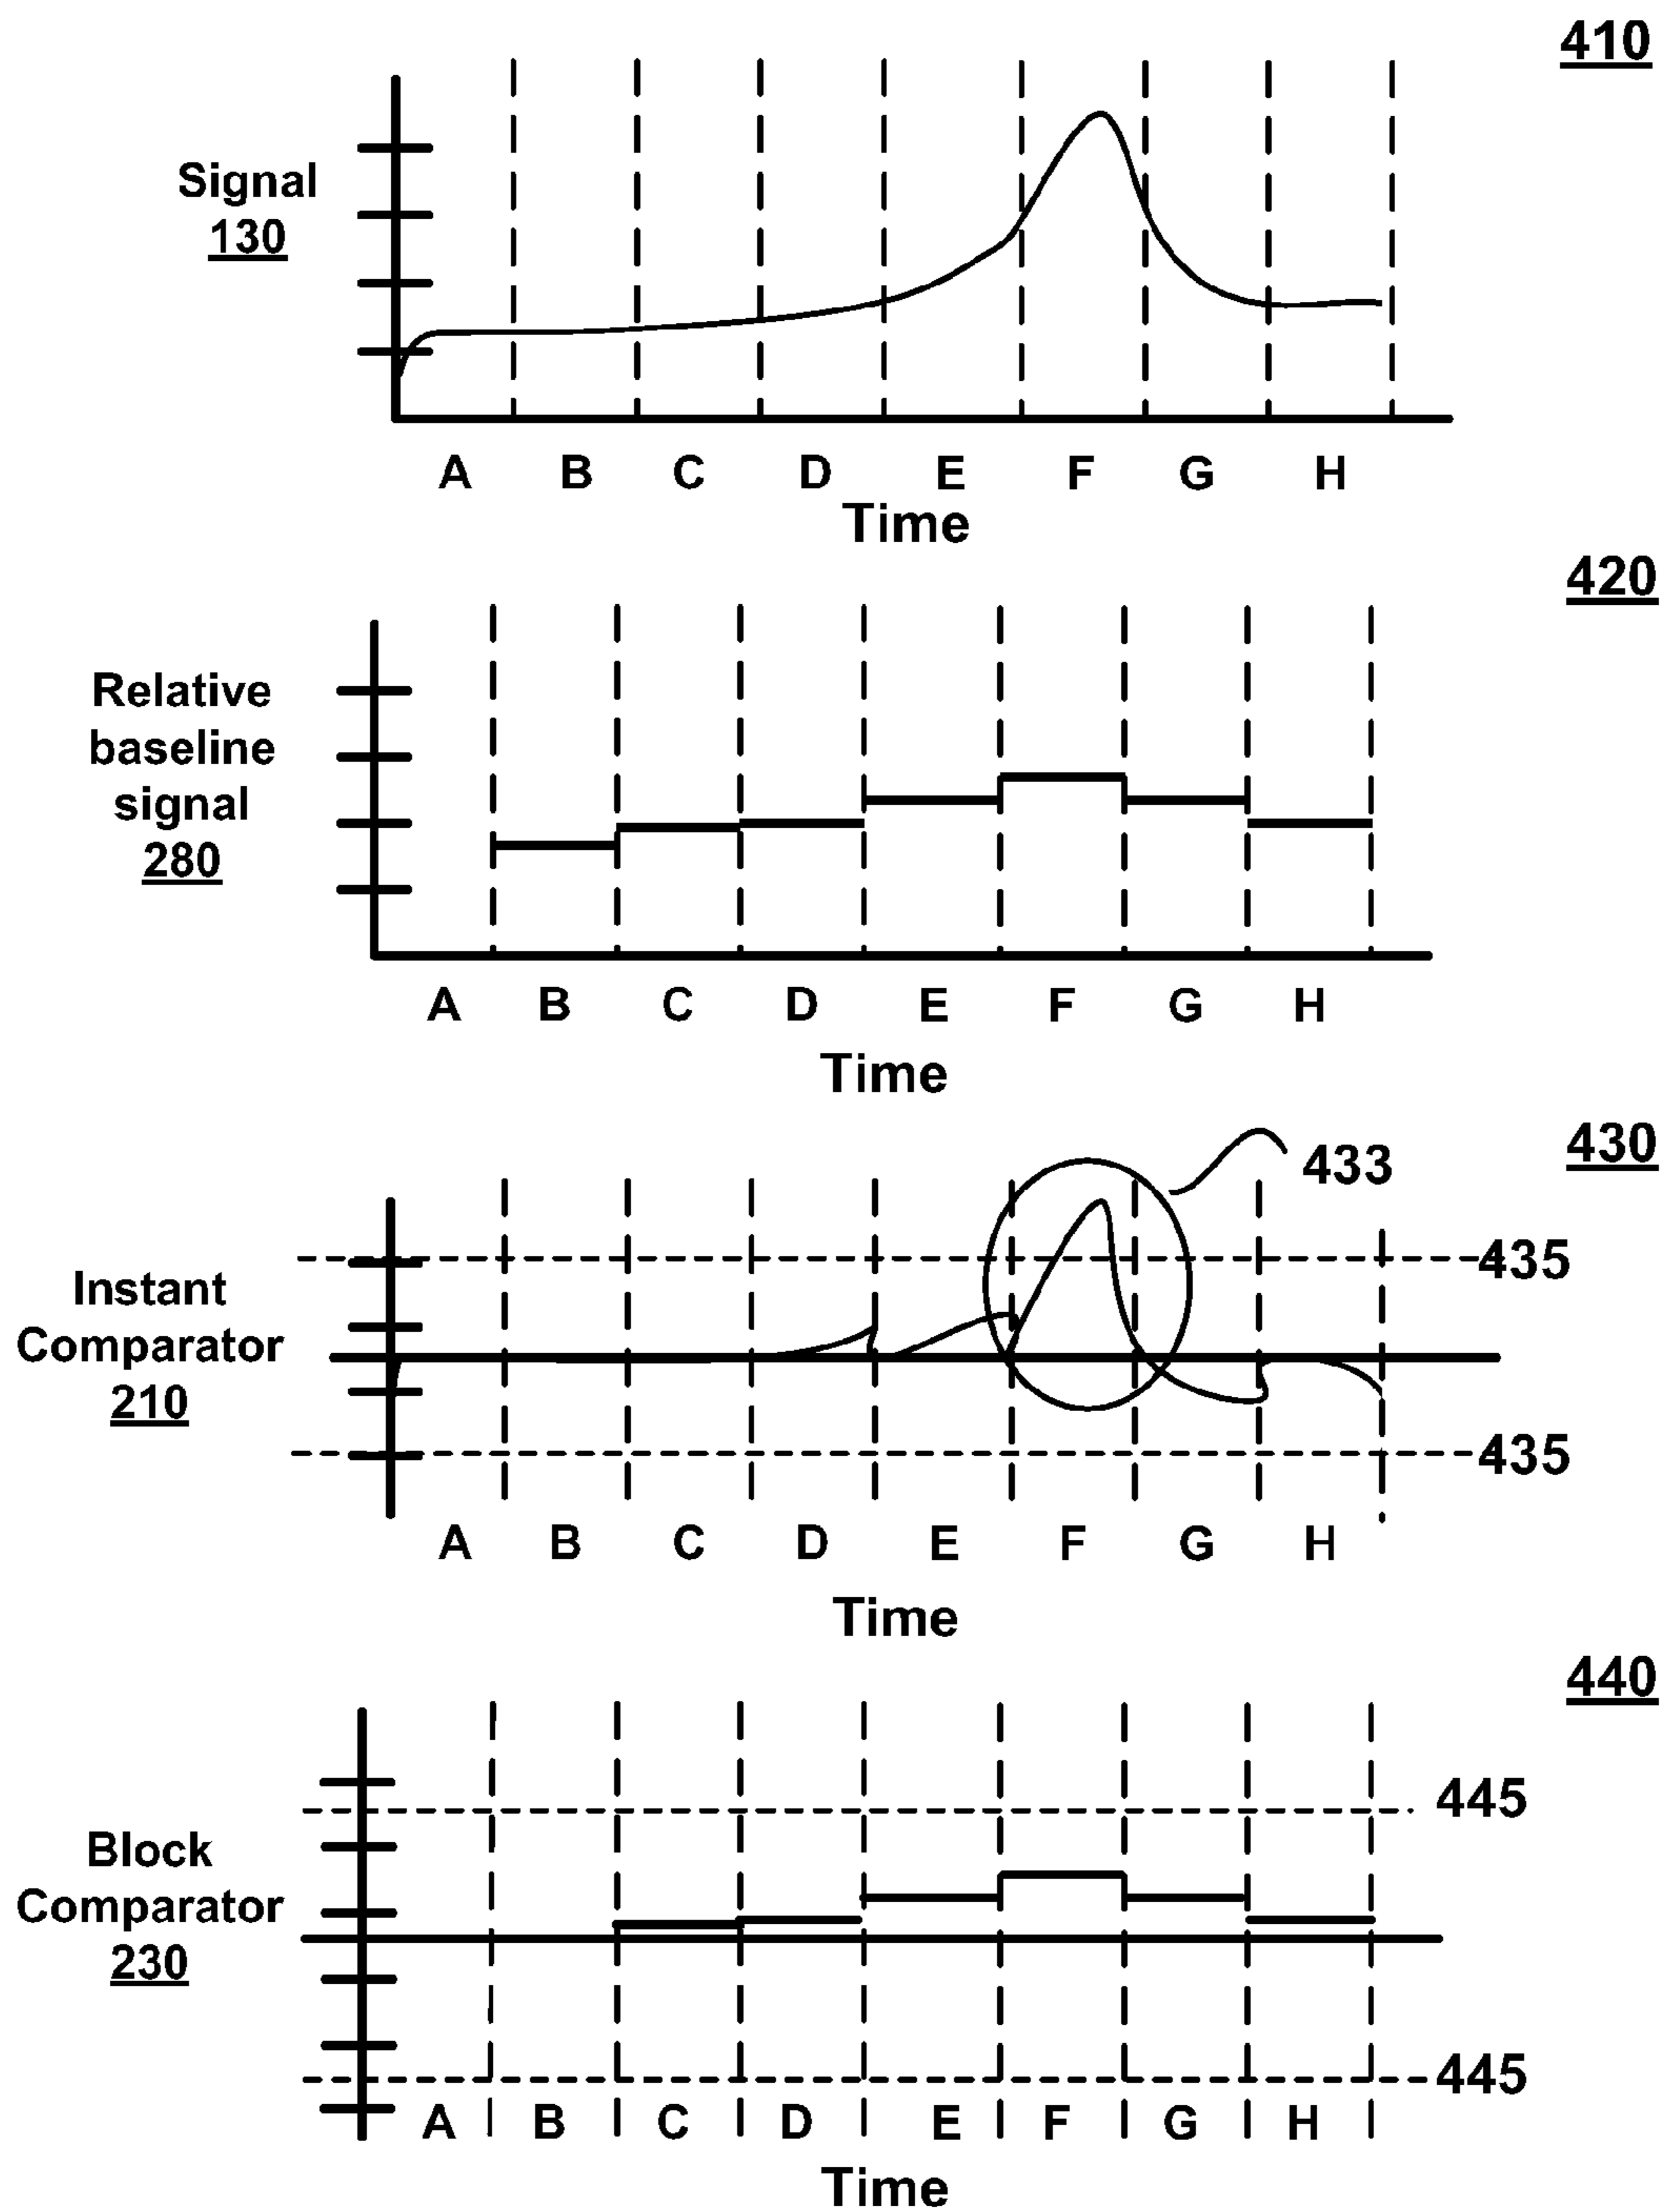 410
Signal
130
A B C D E F G H
Time
420
Relative
baseline
signal
280
A B C D E F G H
Time
430
433
435
Instant
Comparator
210
435
A B C D E F G H
Time
440
445
Block
Comparator
230
445
A B C D E F G H
Time